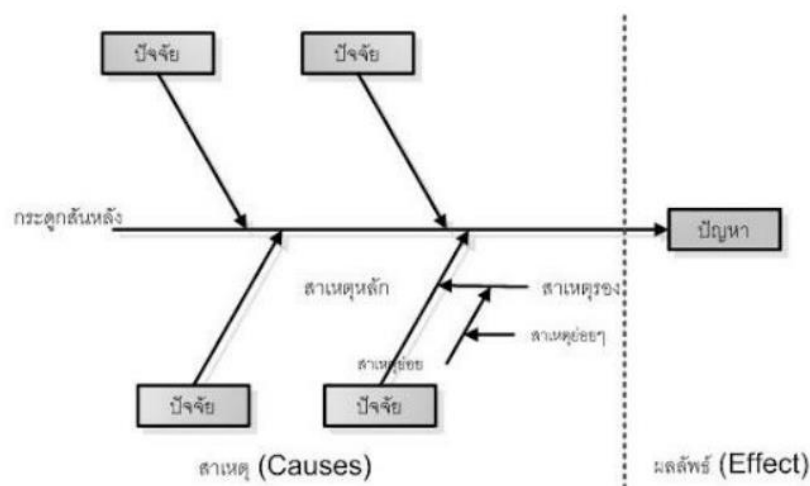 ปัจจัย
ปัจจัย
กระดูกสันหลัง
ปัญหา
สาเหตุหลัก
สาเหตุรอง
สาเหตุย่อยๆ
สาเหตุย่อย
ปัจจัย
ปัจจัย
สาเหตุ (Causes)
ผลลัพธ์ (Effect)